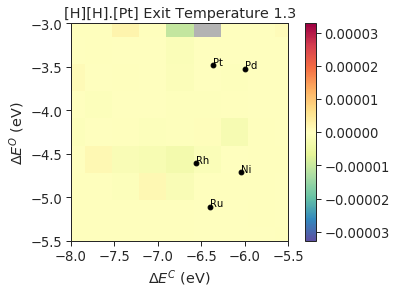 [H][H].[Pt] Exit Temperature 1.3
−3.0
−3.5
−4.0
−4.5
−5.0
−5.5
ΔE^O (eV)
Pt
Pd
Rh
Ni
Ru
−8.0 −7.5 −7.0 −6.5 −6.0 −5.5
ΔE^C (eV)
0.00003
0.00002
0.00001
0.00000
−0.00001
−0.00002
−0.00003